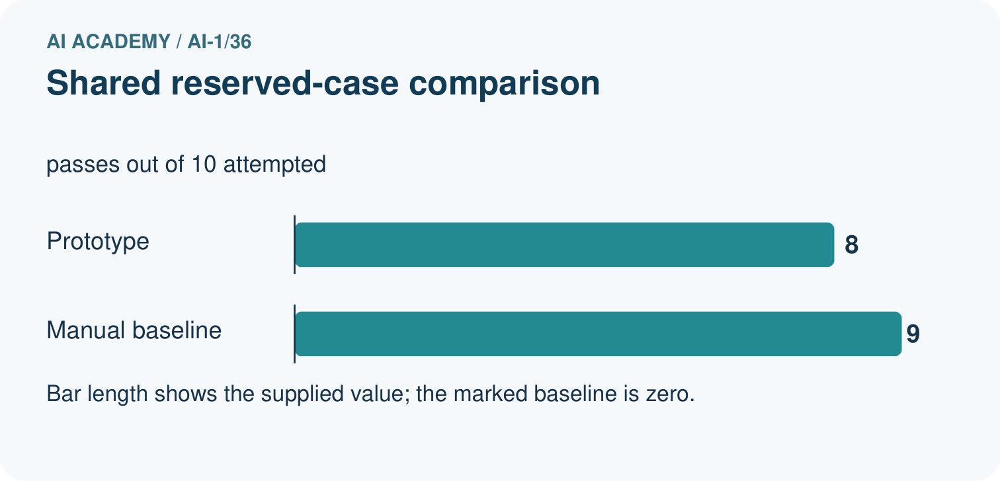 AI ACADEMY / AI-1/36
Shared reserved-case comparison
passes out of 10 attempted
Prototype
8
Manual baseline
9
Bar length shows the supplied value; the marked baseline is zero.